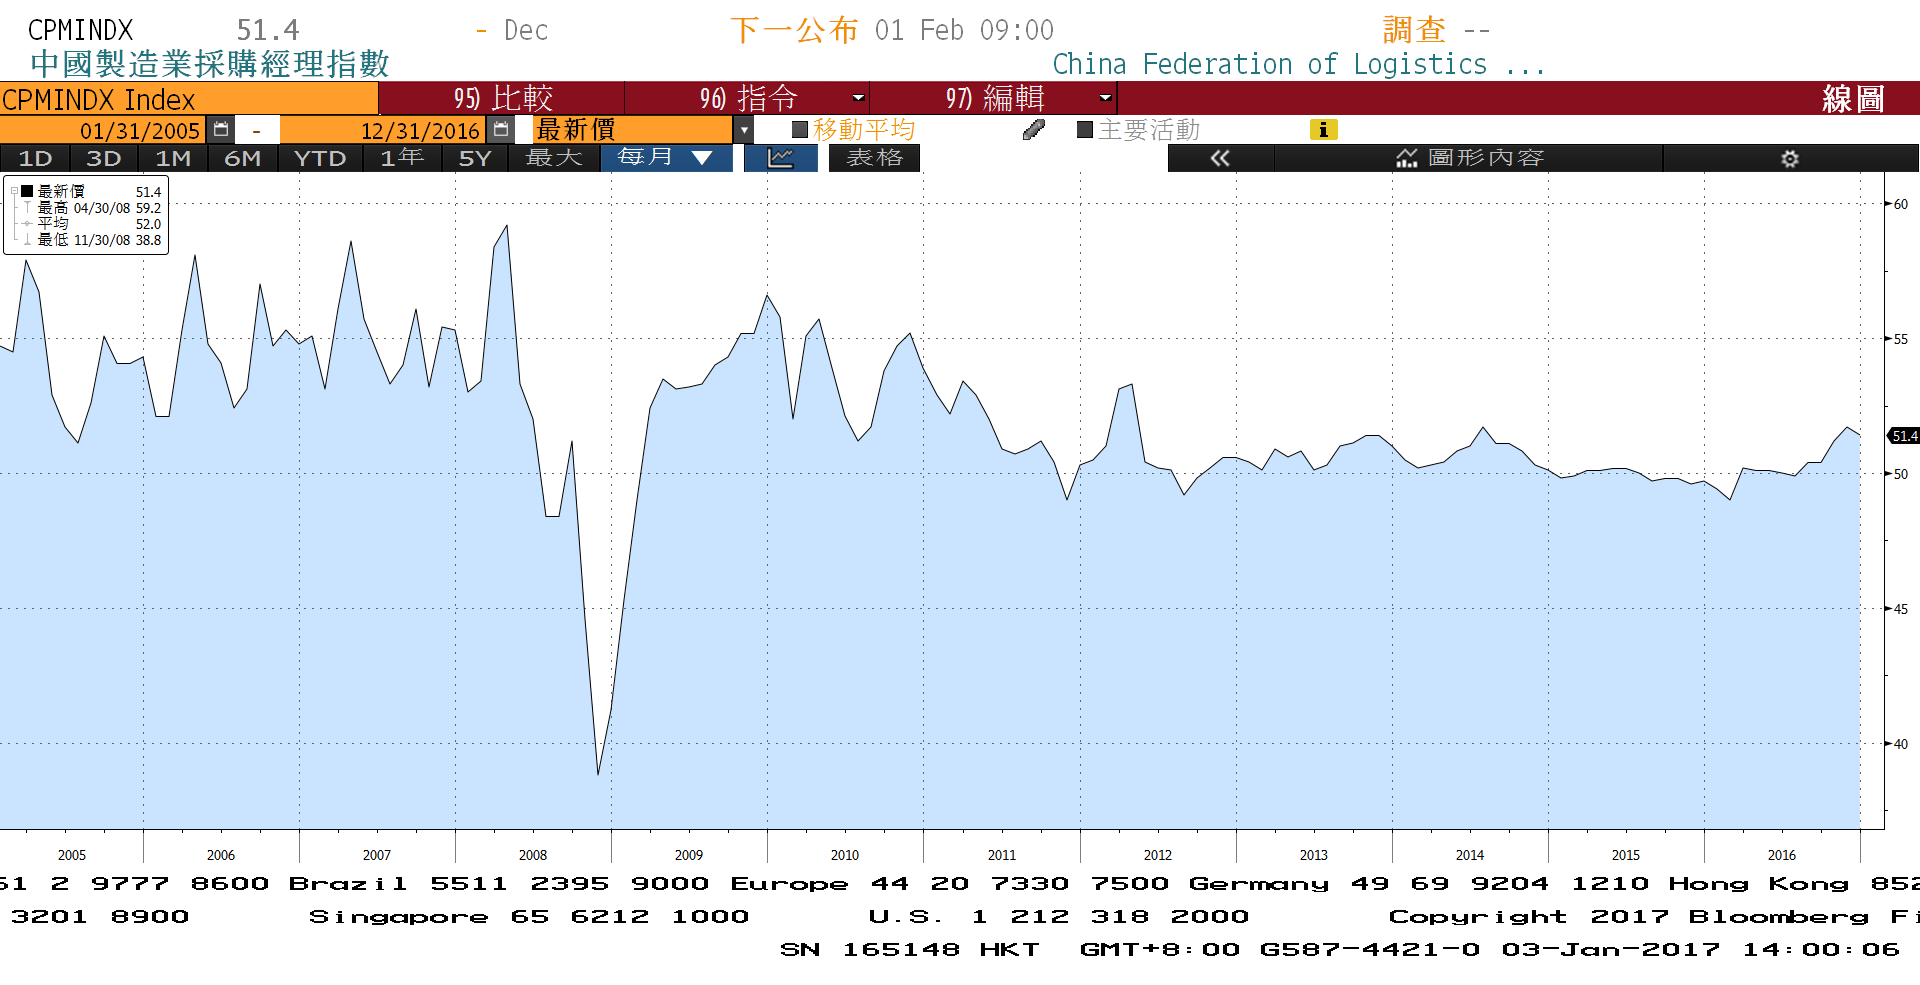 CPMINDX 51.4 - Dec 下一公布 01 Feb 09:00 調查 --
中國製造業採購經理指數 China Federation of Logistics ...
CPMINDX Index 95) 比較 96) 指令 97) 編輯 線圖
01/31/2005 - 12/31/2016 最新價 移動平均 主要活動 i
1D 3D 1M 6M YTD 1年 5Y 最大 每月 ▼ 表格 « 圖形內容
最新價 51.4
最高 04/30/08 59.2
平均 52.0
最低 11/30/08 38.8
60
55
51.4
50
45
40
2005 2006 2007 2008 2009 2010 2011 2012 2013 2014 2015 2016
61 2 9777 8600 Brazil 5511 2395 9000 Europe 44 20 7330 7500 Germany 49 69 9204 1210 Hong Kong 852
3201 8900 Singapore 65 6212 1000 U.S. 1 212 318 2000 Copyright 2017 Bloomberg Fi
SN 165148 HKT GMT+8:00 G587-4421-0 03-Jan-2017 14:00:06